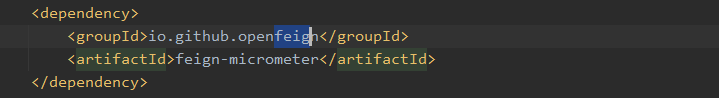 <dependency>
<groupId>io.github.openfeign</groupId>
<artifactId>feign-micrometer</artifactId>
</dependency>